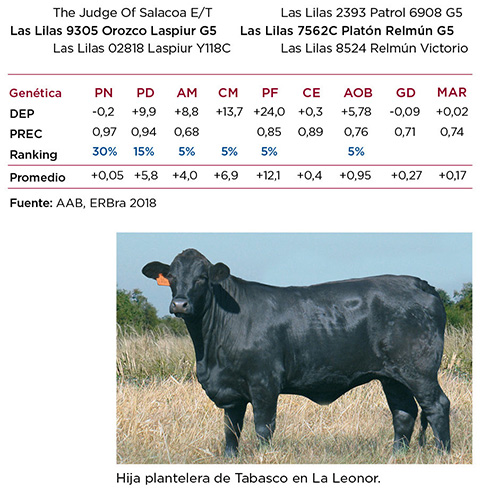 The Judge Of Salacoa E/T Las Lilas 2393 Patrol 6908 G5
Las Lilas 9305 Orozco Laspiur G5 Las Lilas 7562C Platón Relmún G5
Las Lilas 02818 Laspiur Y118C Las Lilas 8524 Relmún Victorio
Genética PN PD AM CM PF CE AOB GD MAR
DEP -0,2 +9,9 +8,8 +13,7 +24,0 +0,3 +5,78 -0,09 +0,02
PREC 0,97 0,94 0,68 0,85 0,89 0,76 0,71 0,74
Ranking 30% 15% 5% 5% 5% 5%
Promedio +0,05 +5,8 +4,0 +6,9 +12,1 +0,4 +0,95 +0,27 +0,17
Fuente: AAB, ERBra 2018
Hija plantelera de Tabasco en La Leonor.